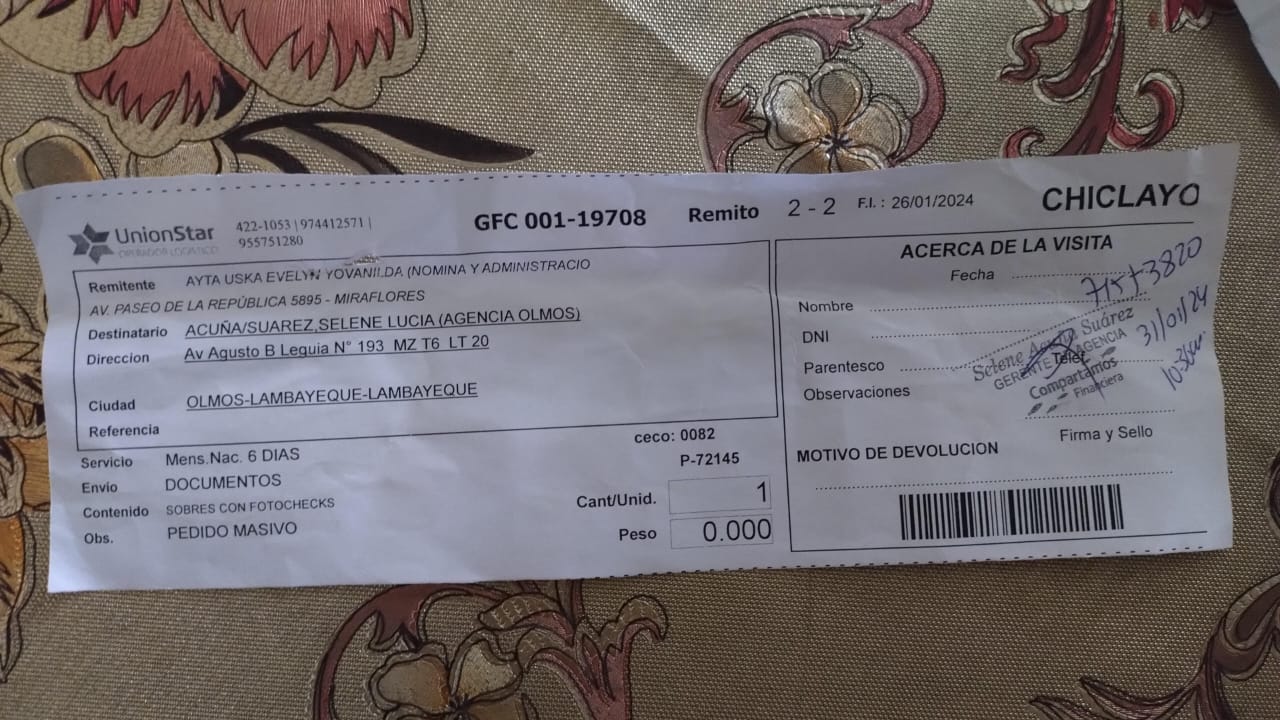 UnionStar
OPERADOR LOGISTICO
422-1053 | 974412571 |
955751280
GFC 001-19708
Remito 2 - 2
F.I. : 26/01/2024
CHICLAYO
Remitente AYTA USKA EVELYN YOVANILDA (NOMINA Y ADMINISTRACIO
AV. PASEO DE LA REPÚBLICA 5895 - MIRAFLORES
Destinatario ACUÑA/SUAREZ,SELENE LUCIA (AGENCIA OLMOS)
Direccion Av Agusto B Leguia N° 193 MZ T6 LT 20
Ciudad OLMOS-LAMBAYEQUE-LAMBAYEQUE
Referencia
Servicio Mens.Nac. 6 DIAS
Envío DOCUMENTOS
Contenido SOBRES CON FOTOCHECKS
Obs. PEDIDO MASIVO
ceco: 0082
P-72145
Cant/Unid. 1
Peso 0.000
ACERCA DE LA VISITA
Fecha
Nombre
DNI
Parentesco
Telef.
Observaciones
Selene Acuña Suárez
GERENTE DE AGENCIA
Compartamos
Financiera
31/01/24
Firma y Sello
MOTIVO DE DEVOLUCION